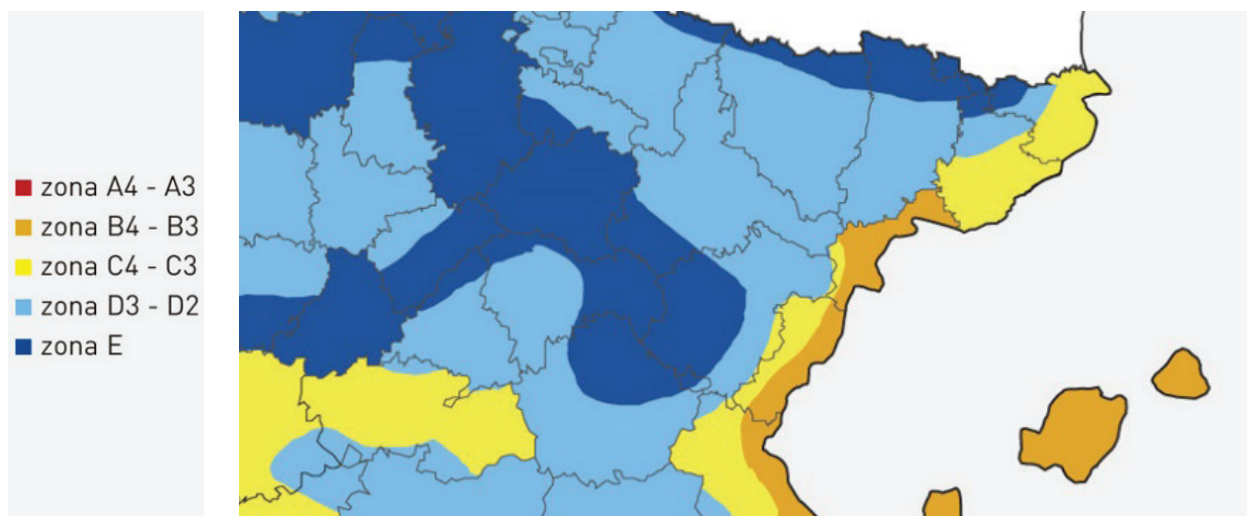 zona A4 - A3
zona B4 - B3
zona C4 - C3
zona D3 - D2
zona E